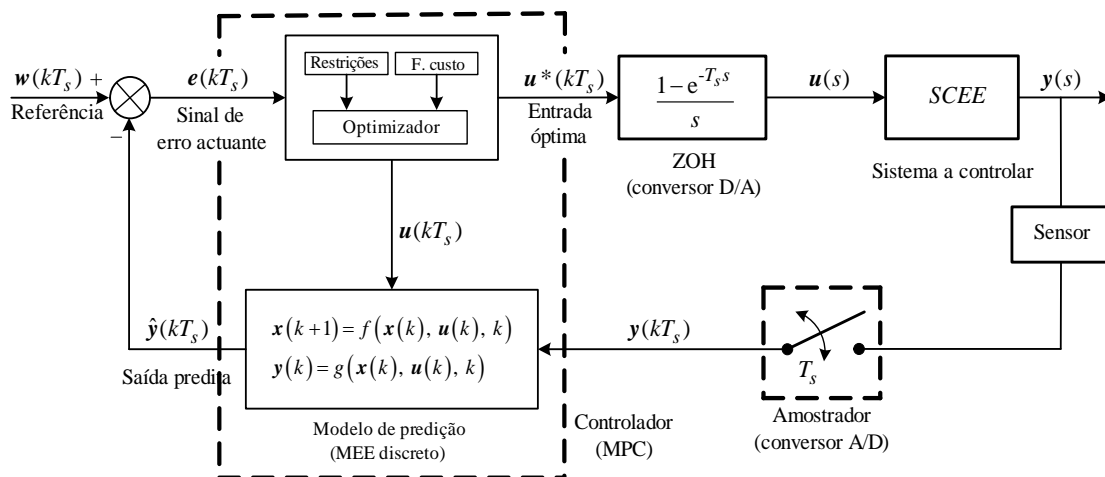 w(kTₛ) +
Referência
−
e(kTₛ)
Sinal de
erro actuante
Restrições
F. custo
Optimizador
u*(kTₛ)
Entrada
óptima
1− e^{-Tₛs}
s
ZOH
(conversor D/A)
u(s)
SCEE
Sistema a controlar
y(s)
Sensor
u(kTₛ)
ŷ(kTₛ)
Saída predita
x(k+1)= f(x(k), u(k), k)
y(k)= g(x(k), u(k), k)
Modelo de predição
(MEE discreto)
Controlador
(MPC)
y(kTₛ)
Tₛ
Amostrador
(conversor A/D)